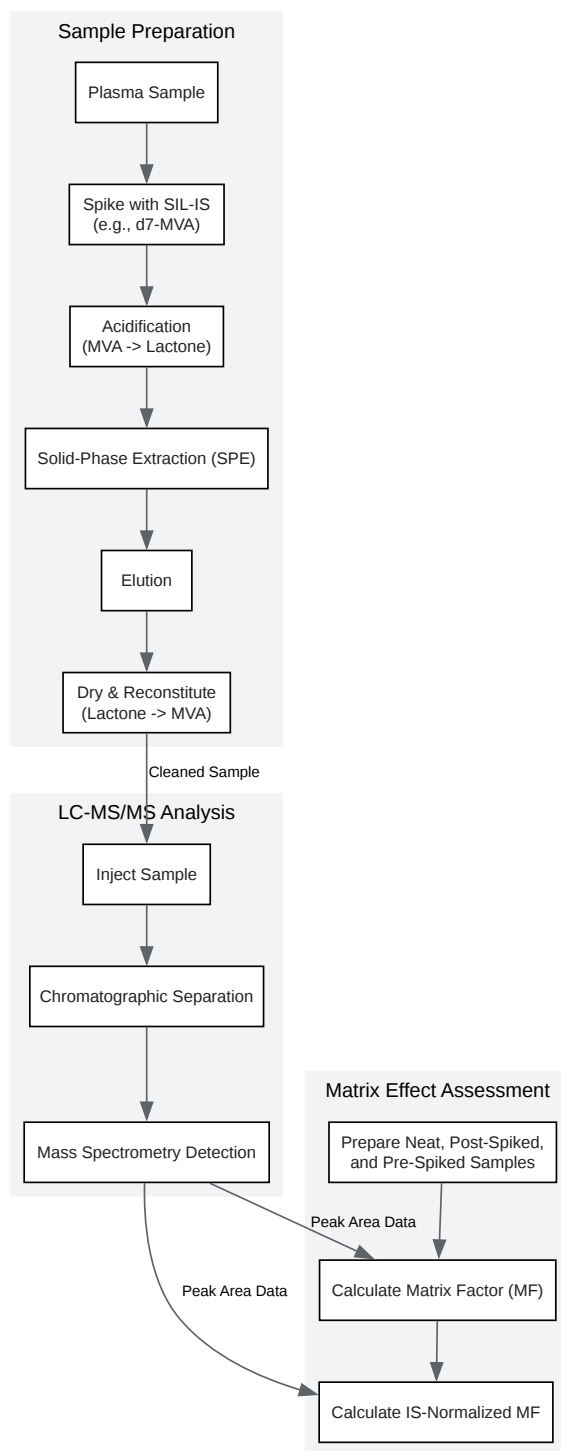 Sample Preparation
Plasma Sample
Spike with SIL-IS
(e.g., d7-MVA)
Acidification
(MVA -> Lactone)
Solid-Phase Extraction (SPE)
Elution
Dry & Reconstitute
(Lactone -> MVA)
Cleaned Sample
LC-MS/MS Analysis
Inject Sample
Chromatographic Separation
Mass Spectrometry Detection
Matrix Effect Assessment
Prepare Neat, Post-Spiked,
and Pre-Spiked Samples
Peak Area Data
Peak Area Data
Calculate Matrix Factor (MF)
Calculate IS-Normalized MF